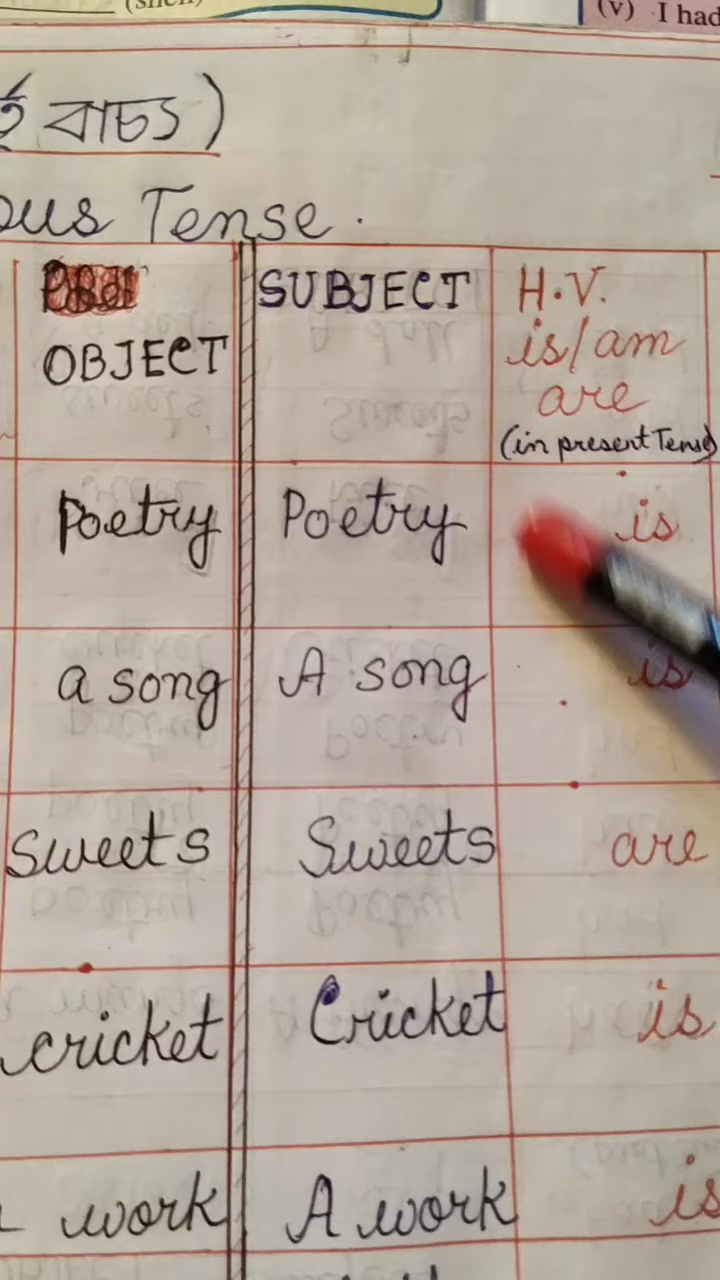 (v) I had
বাচ্য)
ous Tense.
OBJECT SUBJECT H.V.
is/am
are
(in present Tense)
Poetry Poetry is
a song A song is
Sweets Sweets are
cricket Cricket is
work A work is